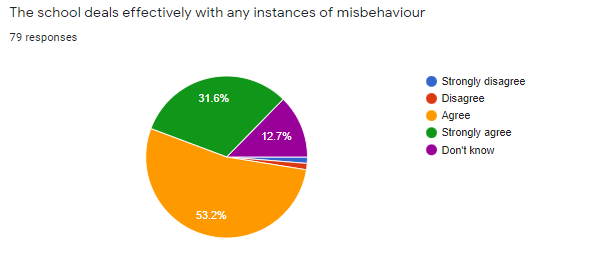 The school deals effectively with any instances of misbehaviour
79 responses
31.6%
12.7%
53.2%
Strongly disagree
Disagree
Agree
Strongly agree
Don't know